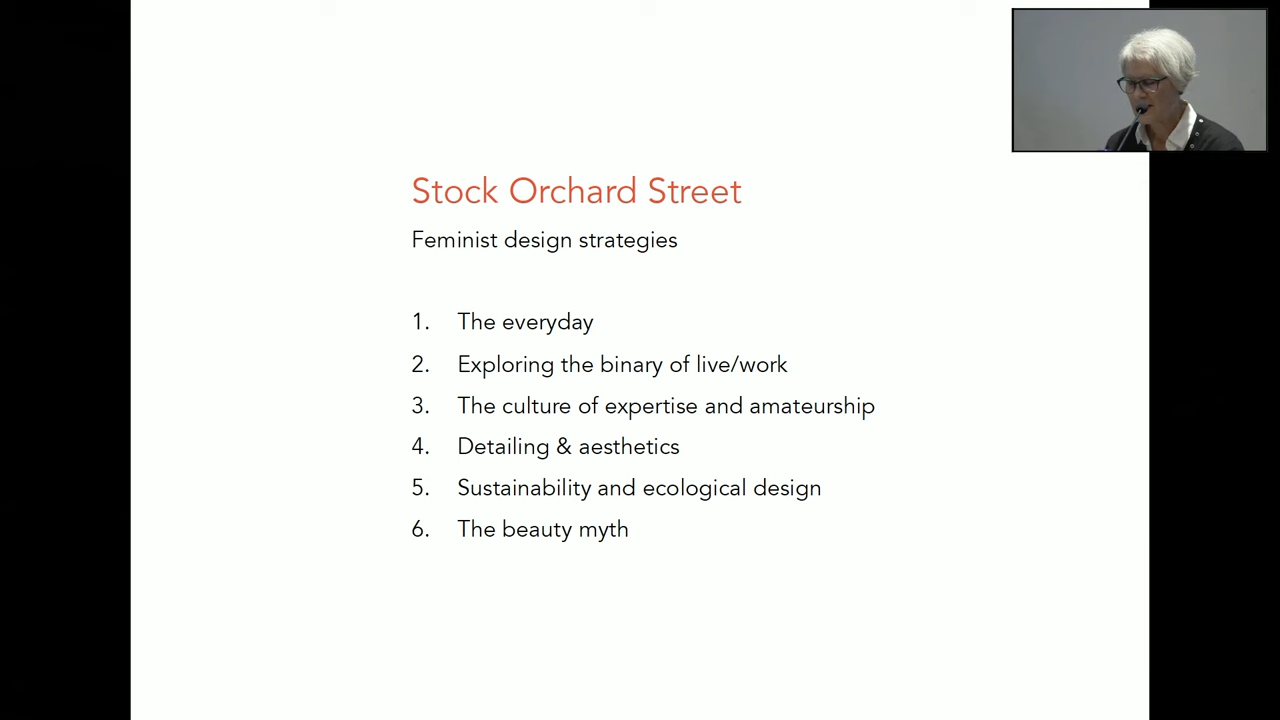 Stock Orchard Street
Feminist design strategies
1. The everyday
2. Exploring the binary of live/work
3. The culture of expertise and amateurship
4. Detailing & aesthetics
5. Sustainability and ecological design
6. The beauty myth